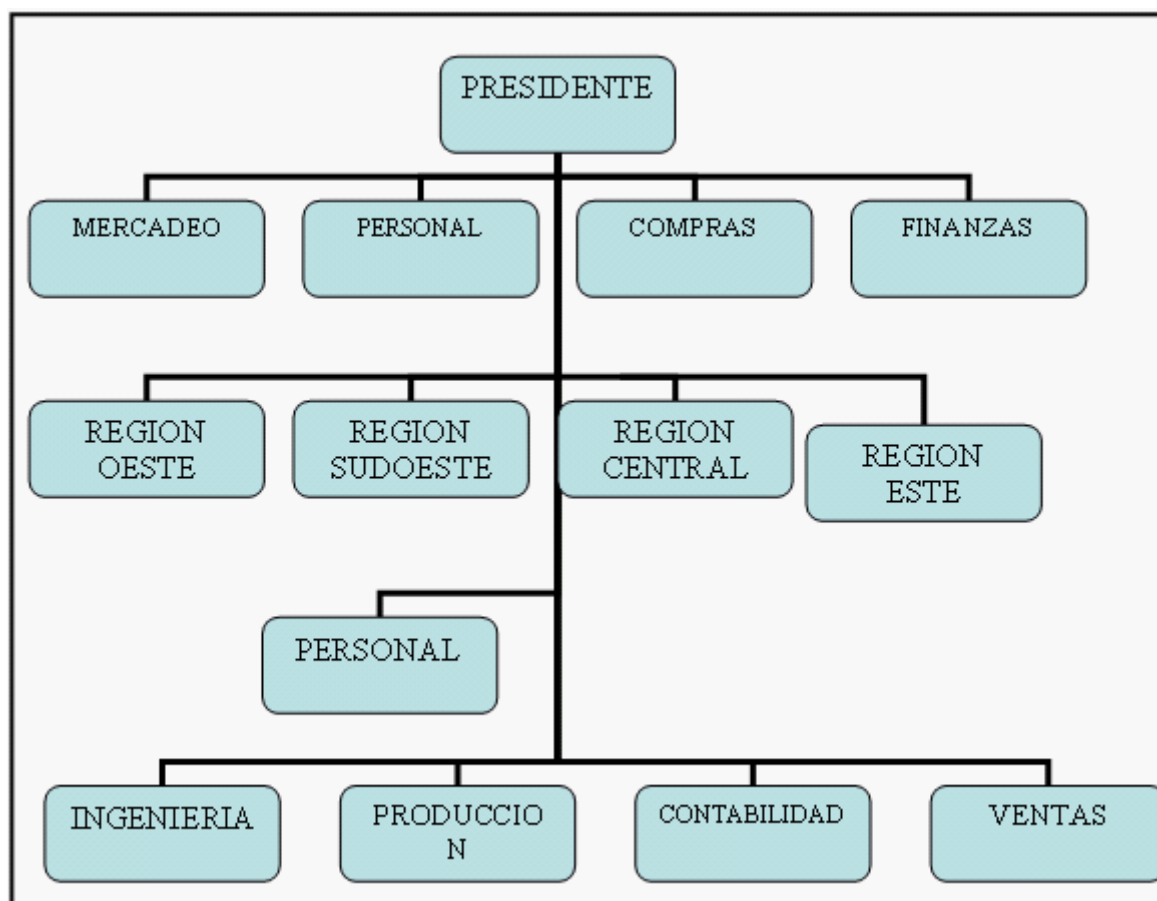 PRESIDENTE
MERCADEO
PERSONAL
COMPRAS
FINANZAS
REGION
OESTE
REGION
SUDOESTE
REGION
CENTRAL
REGION
ESTE
PERSONAL
INGENIERIA
PRODUCCIO
N
CONTABILIDAD
VENTAS